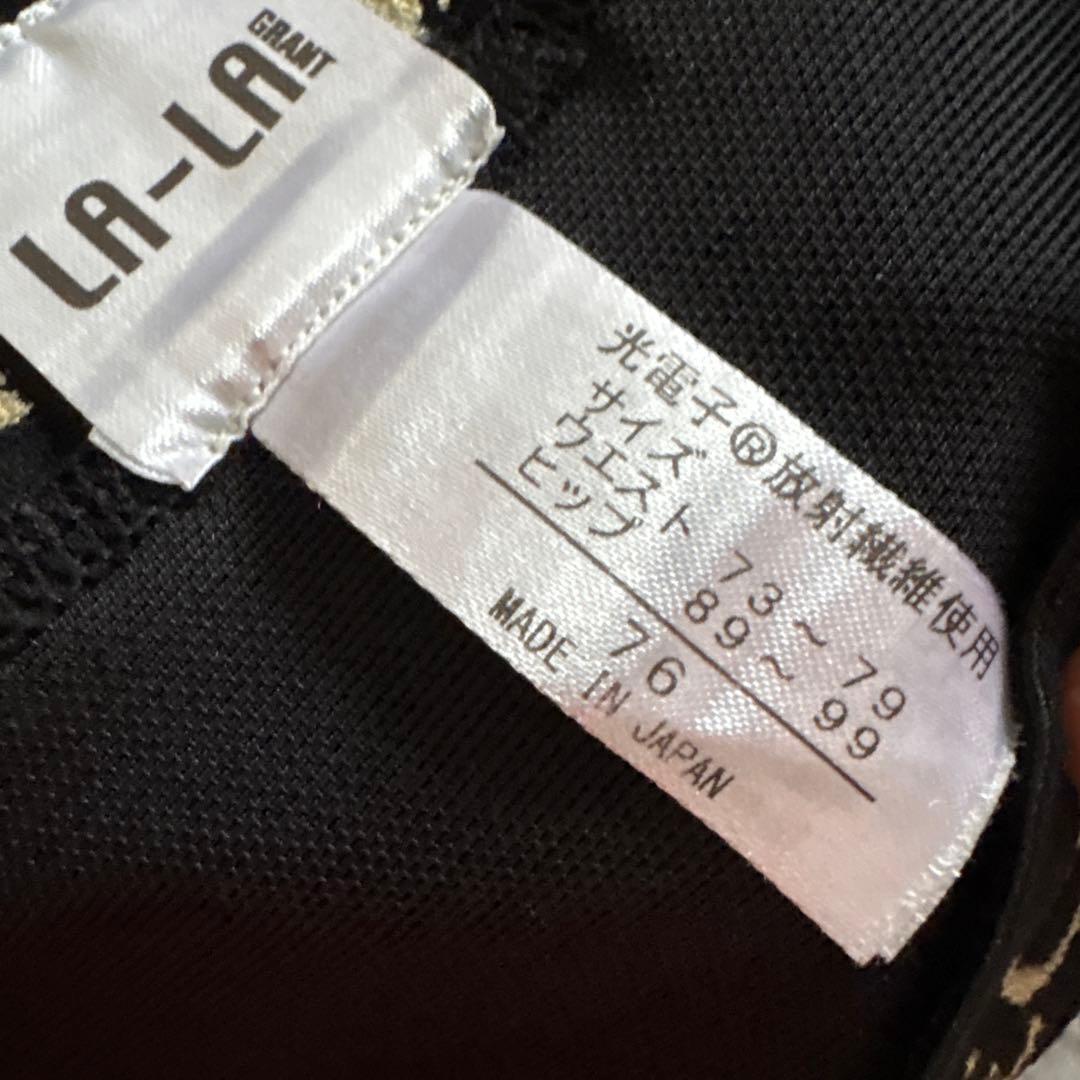 LA-LA
GRANT
光電子®放射繊維使用
サイズ
ウエスト 73～79
ヒップ 89～99
76
MADE IN JAPAN